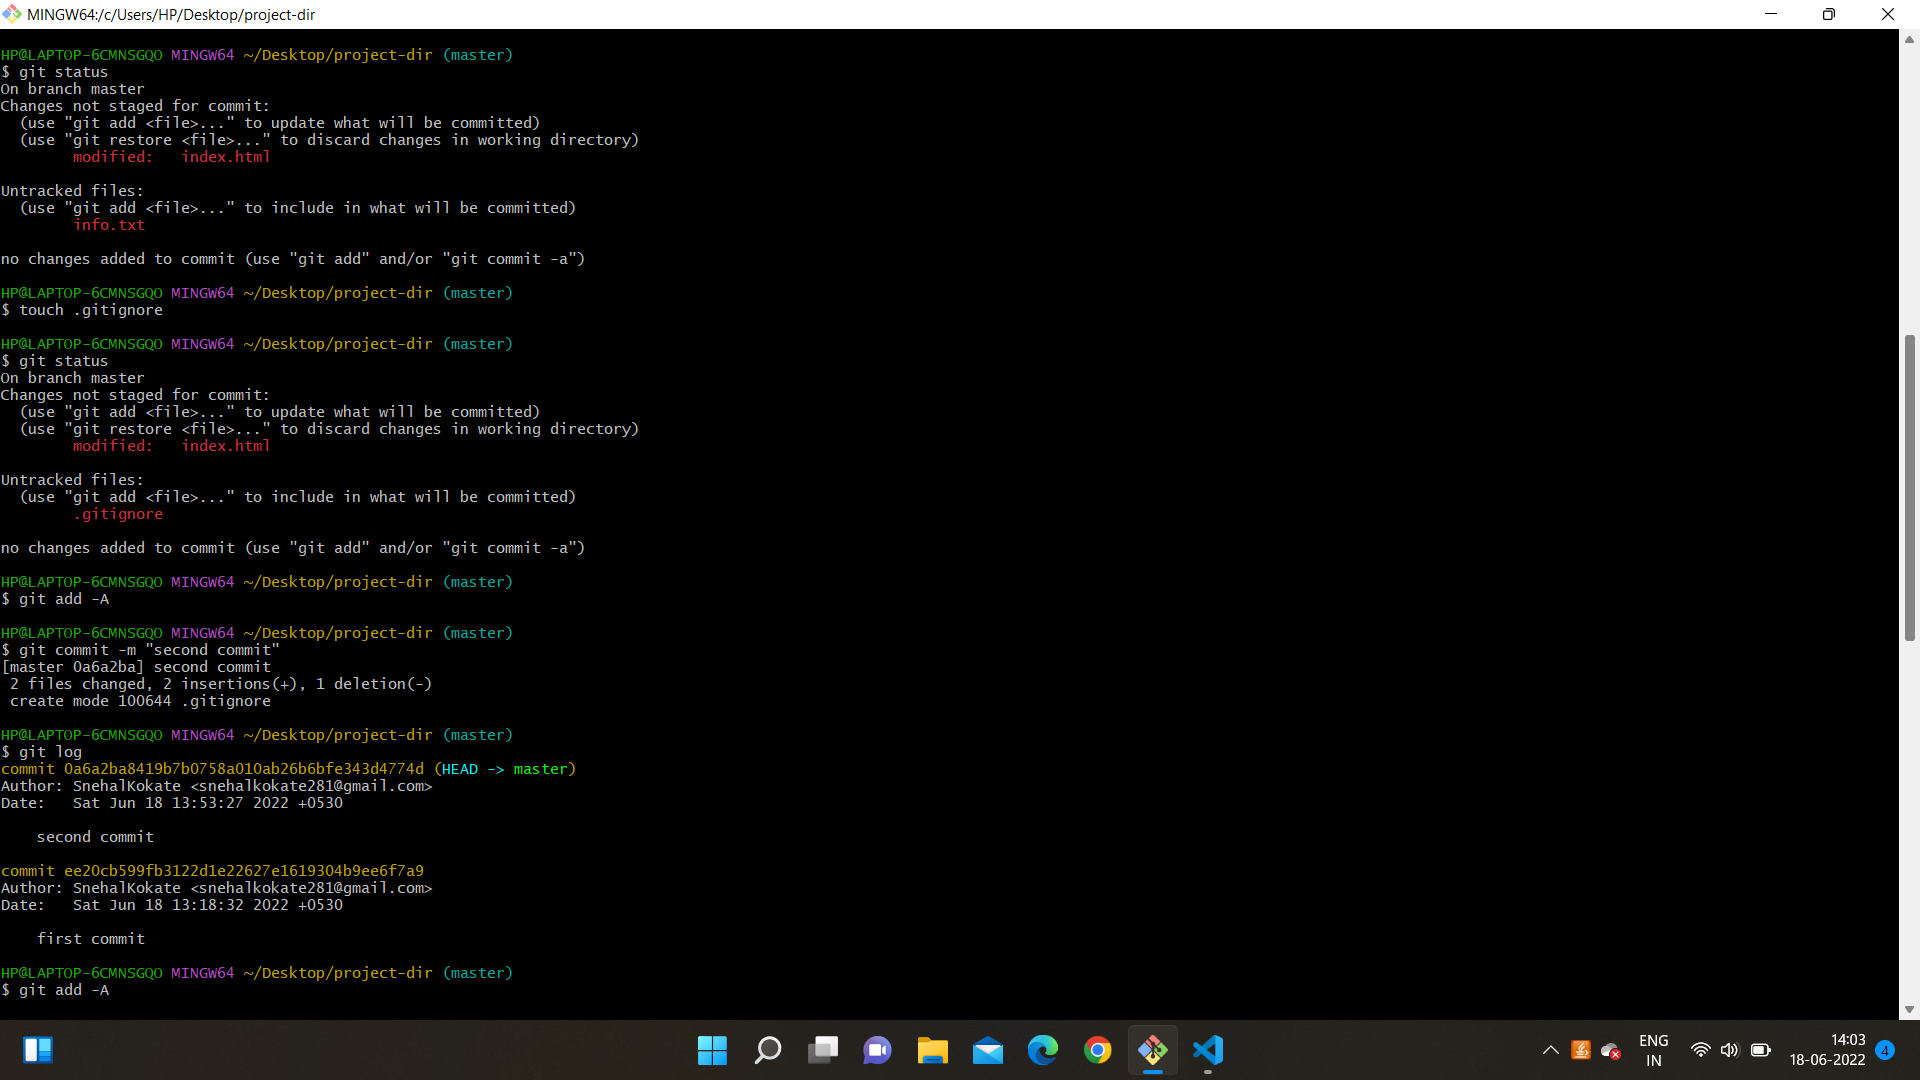 MINGW64:/c/Users/HP/Desktop/project-dir
HP@LAPTOP-6CMNSGQO MINGW64 ~/Desktop/project-dir (master)
$ git status
On branch master
Changes not staged for commit:
  (use "git add <file>..." to update what will be committed)
  (use "git restore <file>..." to discard changes in working directory)
        modified:   index.html

Untracked files:
  (use "git add <file>..." to include in what will be committed)
        info.txt

no changes added to commit (use "git add" and/or "git commit -a")

HP@LAPTOP-6CMNSGQO MINGW64 ~/Desktop/project-dir (master)
$ touch .gitignore

HP@LAPTOP-6CMNSGQO MINGW64 ~/Desktop/project-dir (master)
$ git status
On branch master
Changes not staged for commit:
  (use "git add <file>..." to update what will be committed)
  (use "git restore <file>..." to discard changes in working directory)
        modified:   index.html

Untracked files:
  (use "git add <file>..." to include in what will be committed)
        .gitignore

no changes added to commit (use "git add" and/or "git commit -a")

HP@LAPTOP-6CMNSGQO MINGW64 ~/Desktop/project-dir (master)
$ git add -A

HP@LAPTOP-6CMNSGQO MINGW64 ~/Desktop/project-dir (master)
$ git commit -m "second commit"
[master 0a6a2ba] second commit
 2 files changed, 2 insertions(+), 1 deletion(-)
 create mode 100644 .gitignore

HP@LAPTOP-6CMNSGQO MINGW64 ~/Desktop/project-dir (master)
$ git log
commit 0a6a2ba8419b7b0758a010ab26b6bfe343d4774d (HEAD -> master)
Author: SnehalKokate <snehalkokate281@gmail.com>
Date:   Sat Jun 18 13:53:27 2022 +0530

    second commit

commit ee20cb599fb3122d1e22627e1619304b9ee6f7a9
Author: SnehalKokate <snehalkokate281@gmail.com>
Date:   Sat Jun 18 13:18:32 2022 +0530

    first commit

HP@LAPTOP-6CMNSGQO MINGW64 ~/Desktop/project-dir (master)
$ git add -A
ENG
IN
14:03
18-06-2022
4